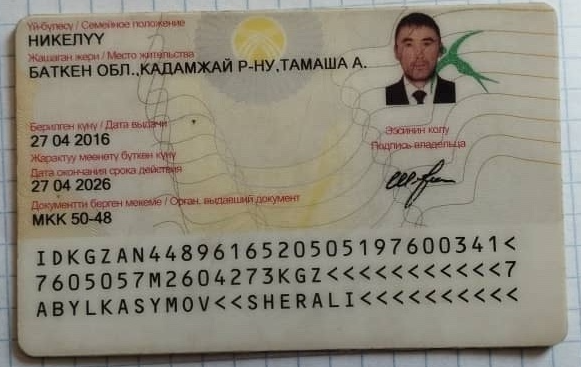 Үй-бүлөсү / Семейное положение
НИКЕЛҮҮ
Жашаган жери / Место жительства
БАТКЕН ОБЛ.,КАДАМЖАЙ Р-НУ,ТАМАША А.
Берилген күнү / Дата выдачи
27 04 2016
Жарактуу мөөнөтү бүткөн күнү
Дата окончания срока действия
27 04 2026
Документти берген мекеме / Орган, выдавший документ
МКК 50-48
Ээсинин колу
Подпись владельца
IDKGZAN4489616520505197600341<
7605057M2604273KGZ<<<<<<<<<<<7
ABYLKASYMOV<<SHERALI<<<<<<<<<<